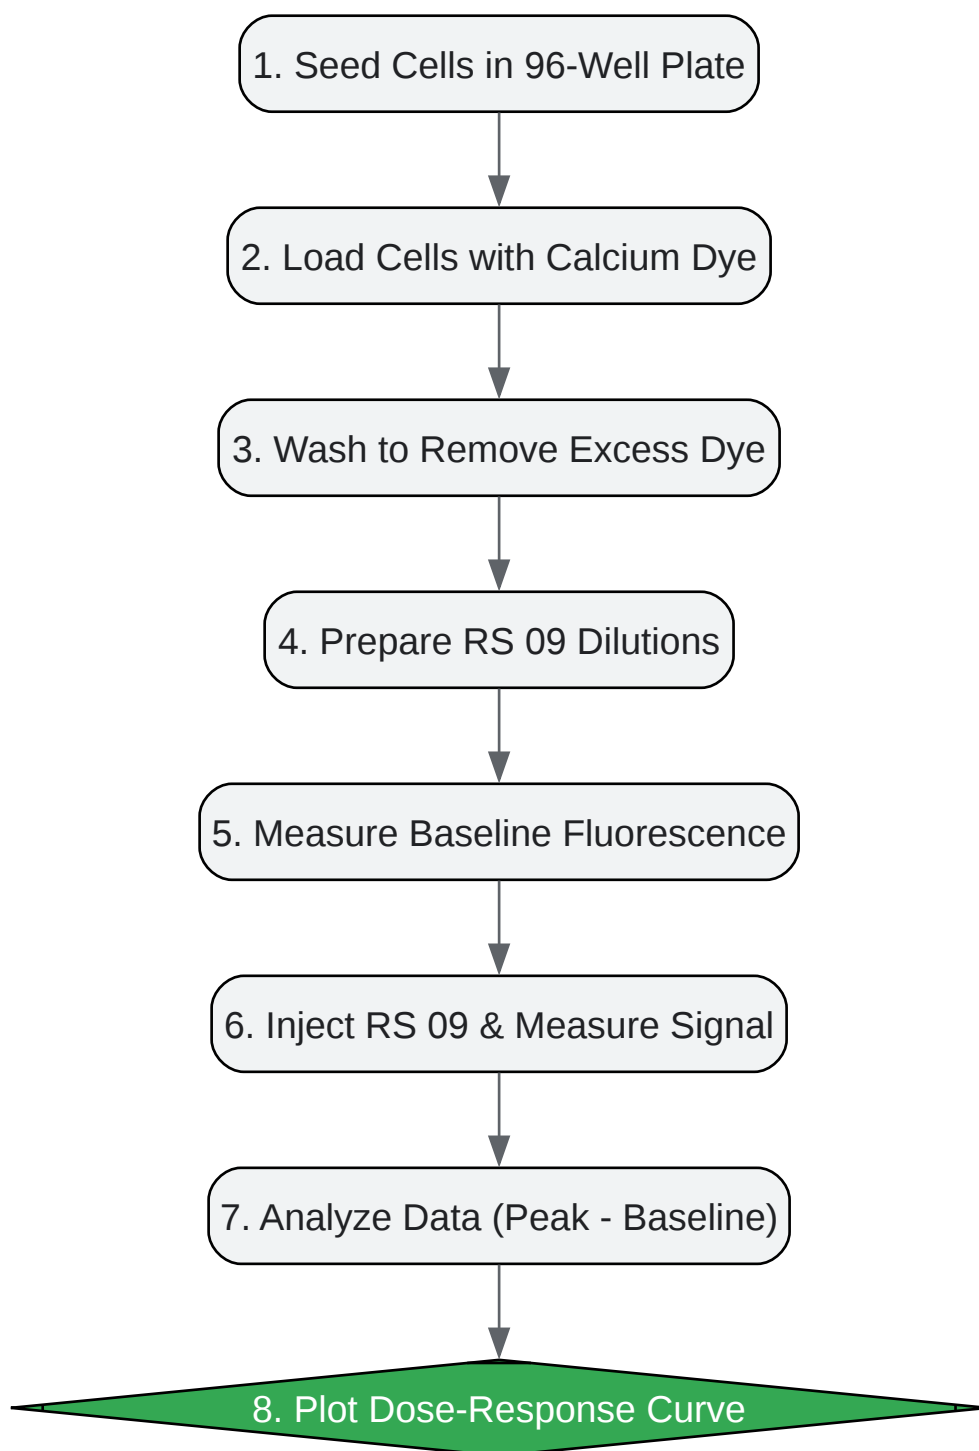 1. Seed Cells in 96-Well Plate
2. Load Cells with Calcium Dye
3. Wash to Remove Excess Dye
4. Prepare RS 09 Dilutions
5. Measure Baseline Fluorescence
6. Inject RS 09 & Measure Signal
7. Analyze Data (Peak - Baseline)
8. Plot Dose-Response Curve